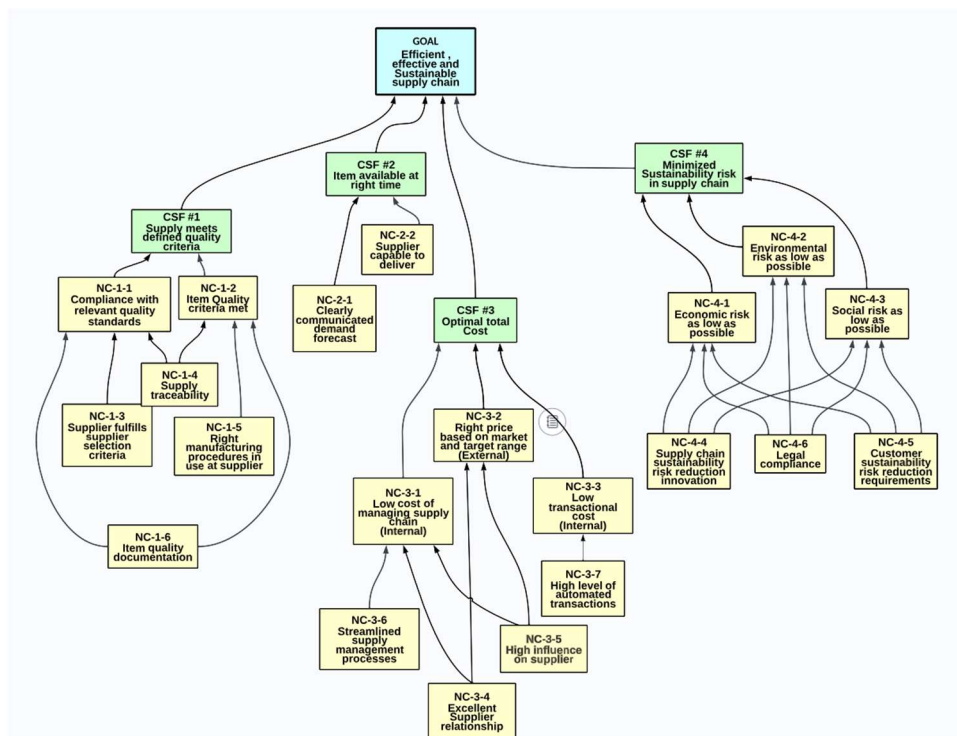 GOAL
Efficient ,
effective and
Sustainable
supply chain
CSF #1
Supply meets
defined quality
criteria
CSF #2
Item available at
right time
CSF #3
Optimal total
Cost
CSF #4
Minimized
Sustainability risk
in supply chain
NC-1-1
Compliance with
relevant quality
standards
NC-1-2
Item Quality
criteria met
NC-1-4
Supply
traceability
NC-1-3
Supplier fulfills
supplier
selection
criteria
NC-1-5
Right
manufacturing
procedures in
use at supplier
NC-1-6
Item quality
documentation
NC-2-2
Supplier
capable to
deliver
NC-2-1
Clearly
communicated
demand
forecast
NC-3-2
Right price
based on market
and target range
(External)
NC-3-1
Low cost of
managing supply
chain
(Internal)
NC-3-3
Low
transactional
cost
(Internal)
NC-3-7
High level of
automated
transactions
NC-3-6
Streamlined
supply
management
processes
NC-3-5
High influence
on supplier
NC-3-4
Excellent
Supplier
relationship
NC-4-2
Environmental
risk as low as
possible
NC-4-1
Economic risk
as low as
possible
NC-4-3
Social risk as
low as
possible
NC-4-4
Supply chain
sustainability
risk reduction
innovation
NC-4-6
Legal
compliance
NC-4-5
Customer
sustainability
risk reduction
requirements